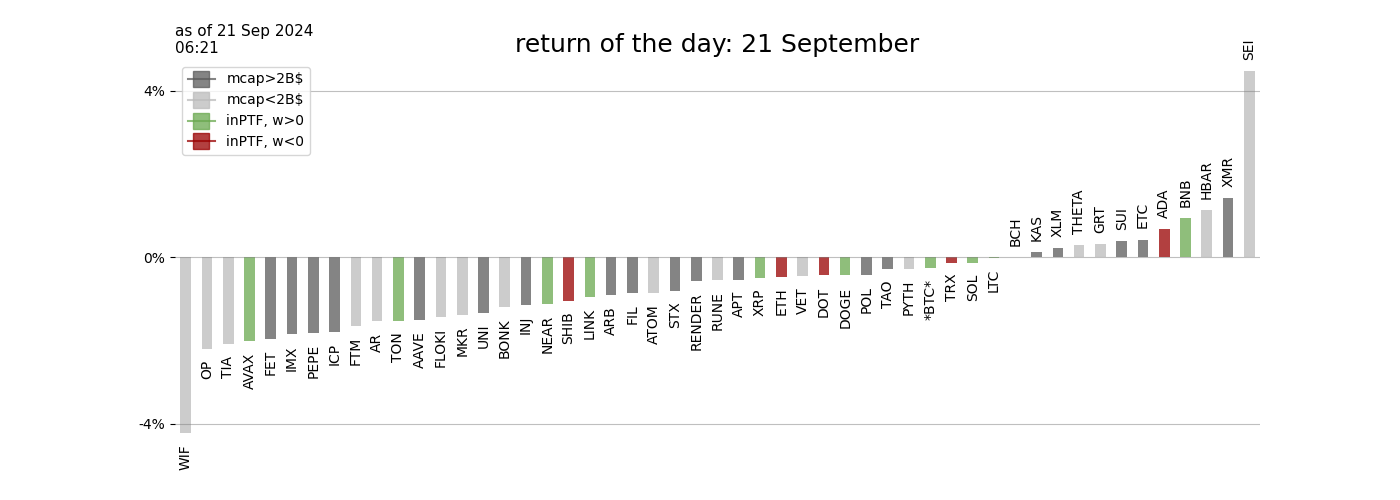 as of 21 Sep 2024
06:21
return of the day: 21 September
mcap>2B$
mcap<2B$
inPTF, w>0
inPTF, w<0
4%
0%
-4%
WIF
OP
TIA
AVAX
FET
IMX
PEPE
ICP
FTM
AR
TON
AAVE
FLOKI
MKR
UNI
BONK
INJ
NEAR
SHIB
LINK
ARB
FIL
ATOM
STX
RENDER
RUNE
APT
XRP
ETH
VET
DOT
DOGE
POL
TAO
PYTH
*BTC*
TRX
SOL
LTC
BCH
KAS
XLM
THETA
GRT
SUI
ETC
ADA
BNB
HBAR
XMR
SEI